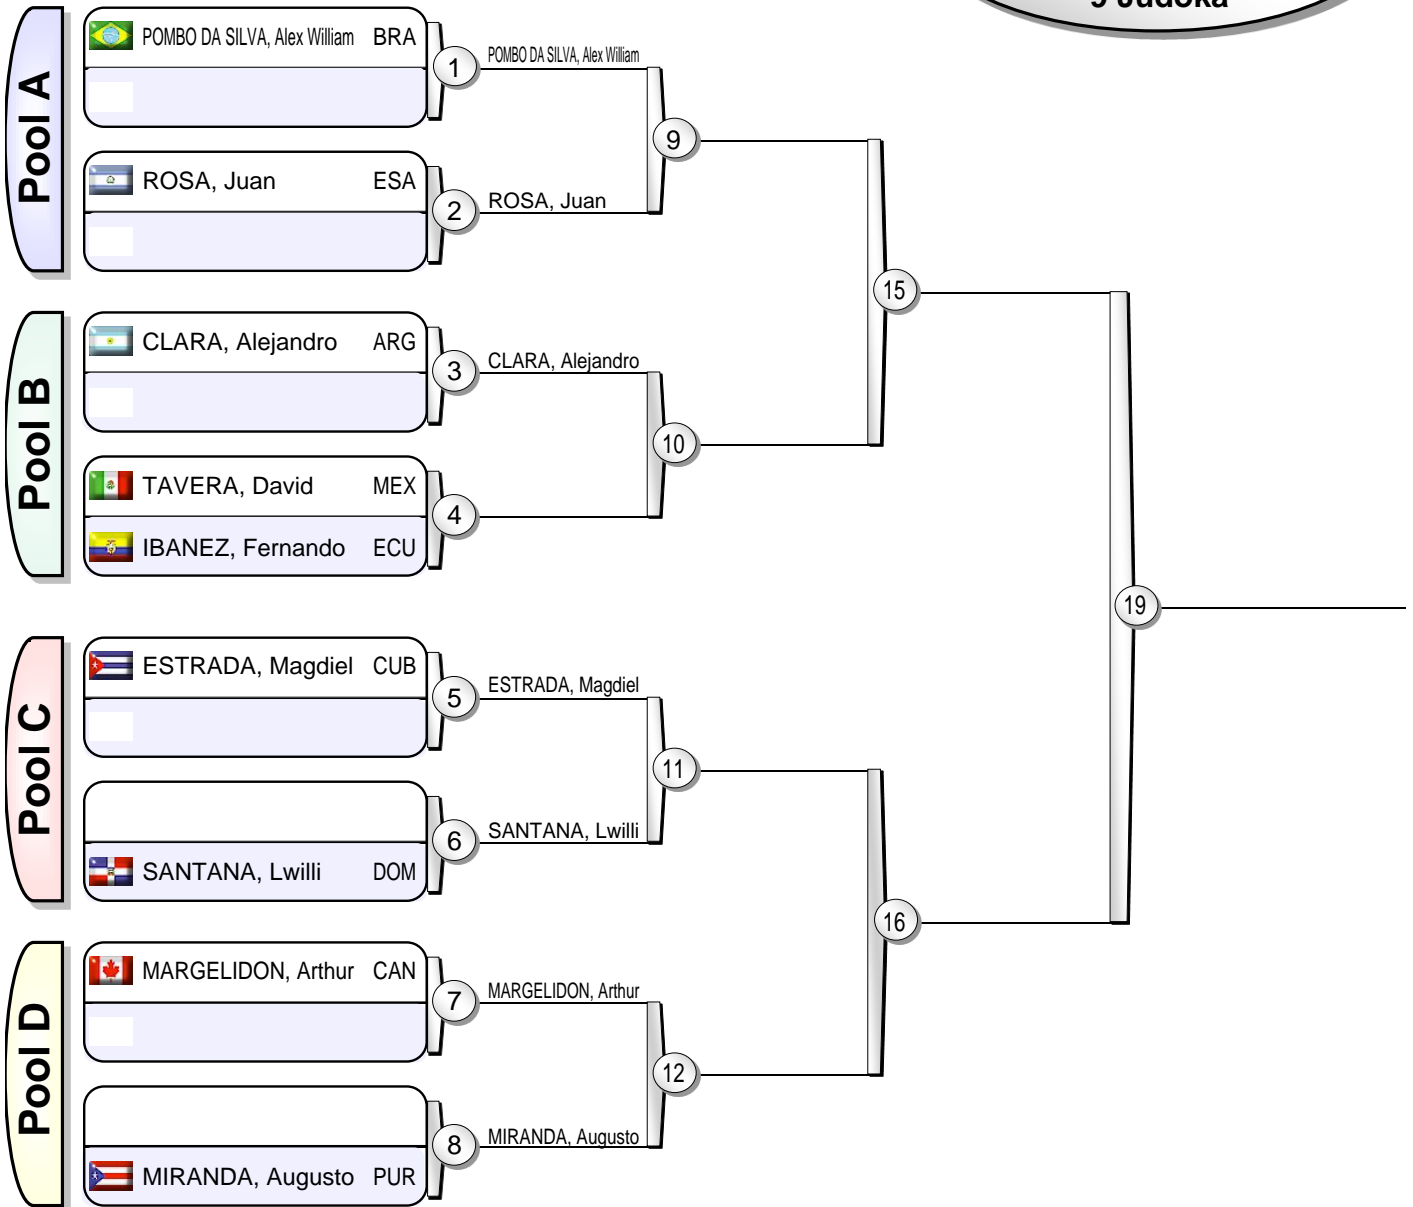 9 Judoka
Pool A
POMBO DA SILVA, Alex William BRA
1
POMBO DA SILVA, Alex William
9
ROSA, Juan ESA
2
ROSA, Juan
15
Pool B
CLARA, Alejandro ARG
3
CLARA, Alejandro
10
TAVERA, David MEX
4
IBANEZ, Fernando ECU
19
Pool C
ESTRADA, Magdiel CUB
5
ESTRADA, Magdiel
11
6
SANTANA, Lwilli
SANTANA, Lwilli DOM
16
Pool D
MARGELIDON, Arthur CAN
7
MARGELIDON, Arthur
12
8
MIRANDA, Augusto
MIRANDA, Augusto PUR